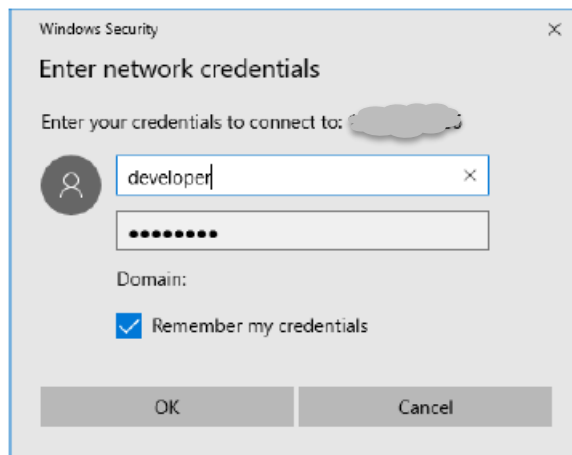 Windows Security
Enter network credentials
Enter your credentials to connect to:
developer
••••••••
Domain:
Remember my credentials
OK
Cancel